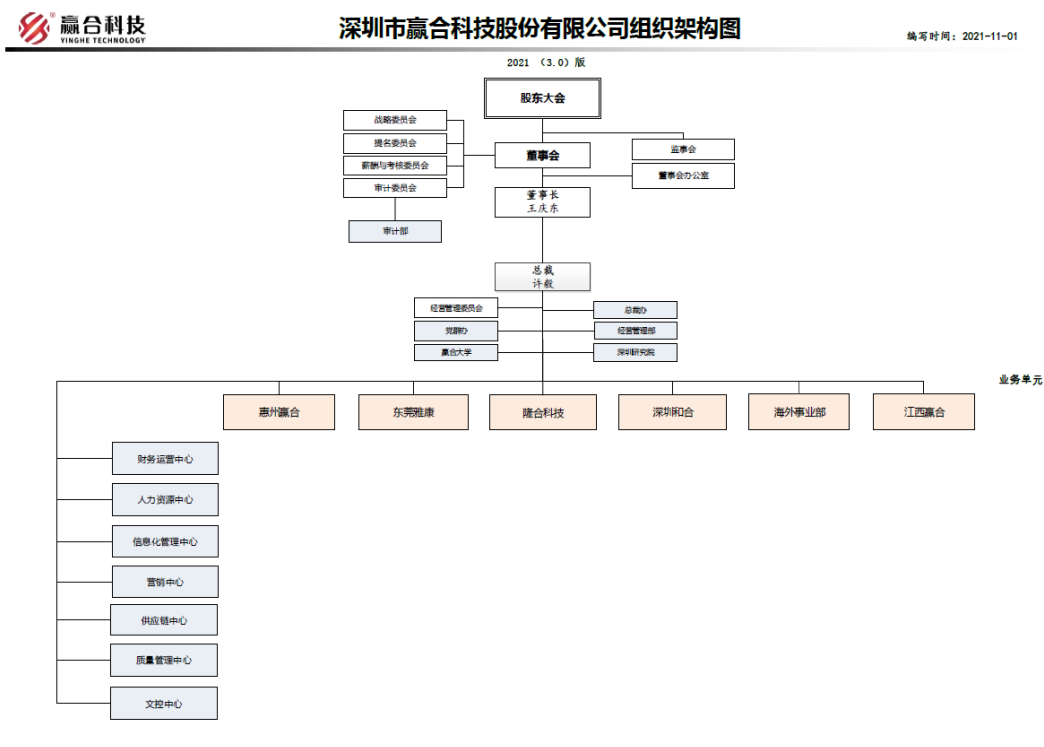 赢合科技
YINGHE TECHNOLOGY
深圳市赢合科技股份有限公司组织架构图
编写时间：2021-11-01
2021 （3.0）版
股东大会
战略委员会
提名委员会
薪酬与考核委员会
审计委员会
审计部
董事会
监事会
董事会办公室
董事长
王庆东
总裁
许毅
经营管理委员会
总裁办
党群办
经营管理部
赢合大学
深圳研究院
业务单元
惠州赢合
东莞雅康
隆合科技
深圳和合
海外事业部
江西赢合
财务运营中心
人力资源中心
信息化管理中心
营销中心
供应链中心
质量管理中心
文控中心